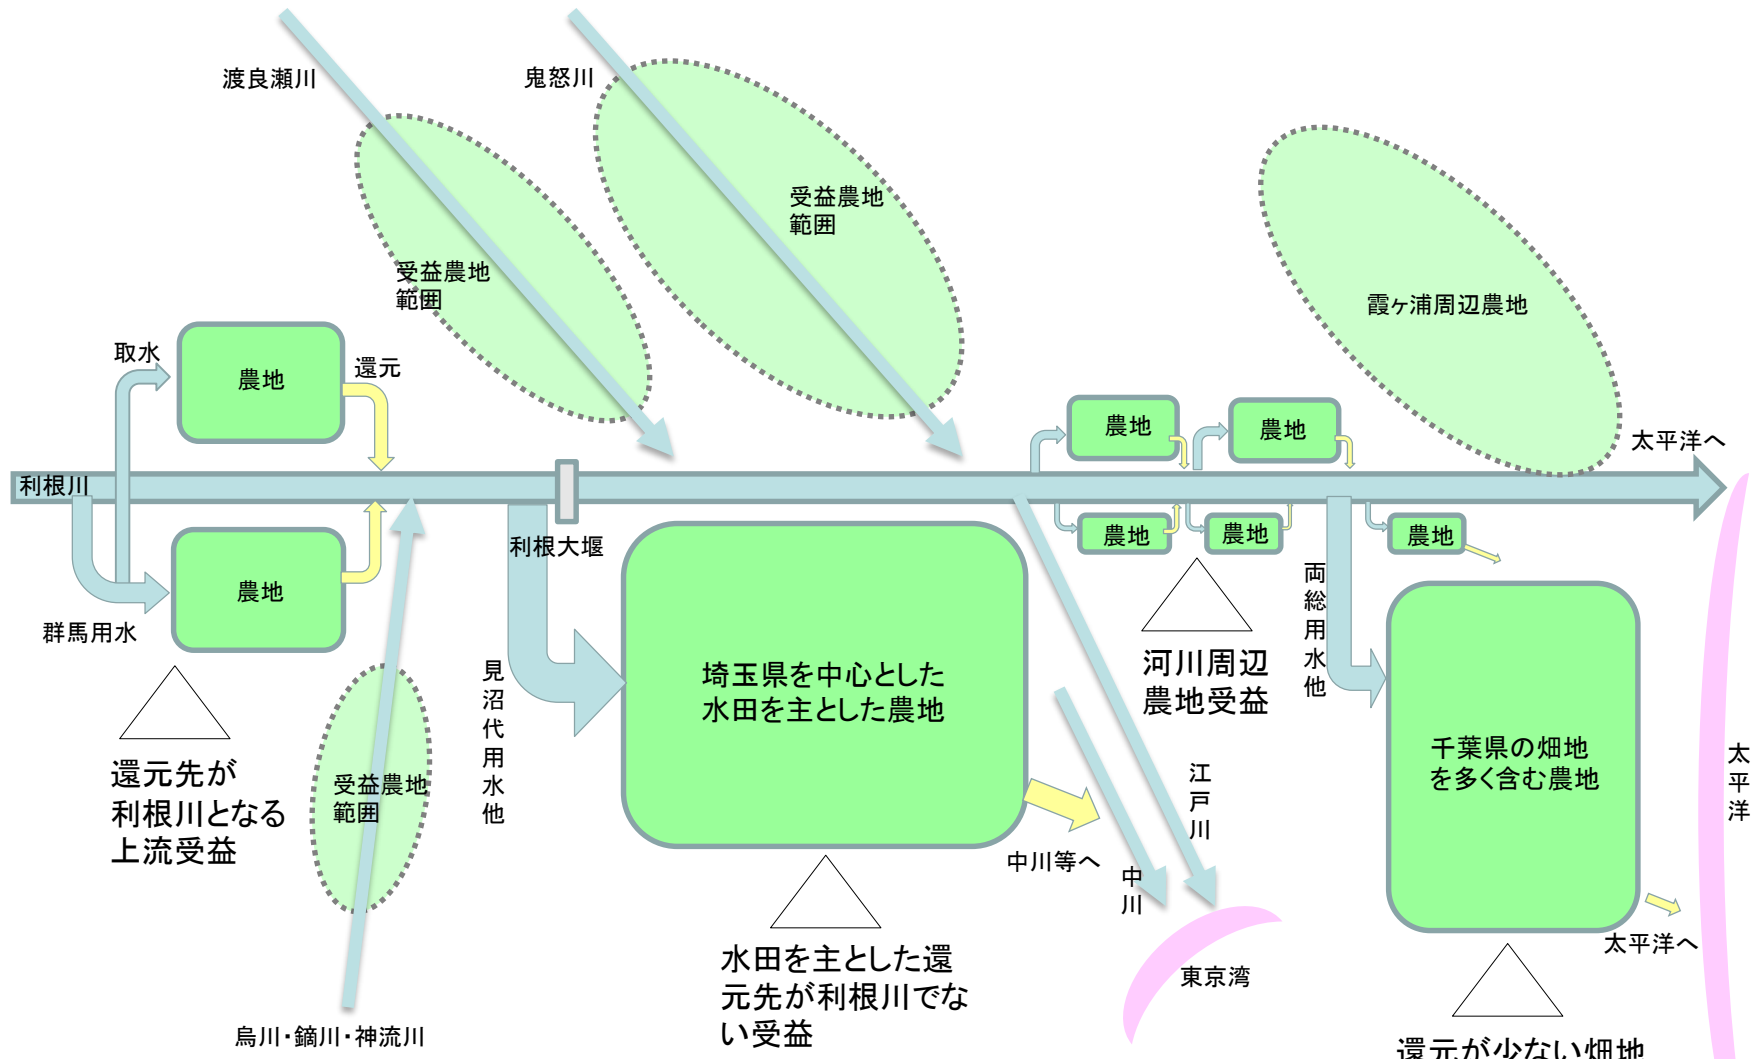 渡良瀬川
鬼怒川
受益農地
範囲
受益農地
範囲
霞ヶ浦周辺農地
取水
農地
還元
農地
農地
太平洋へ
利根川
利根大堰
農地
農地
農地
農地
群馬用水
見沼代用水他
埼玉県を中心とした
水田を主とした農地
河川周辺
農地受益
両総用水他
千葉県の畑地
を多く含む農地
太平洋
還元先が
利根川となる
上流受益
受益農地
範囲
江戸川
中川等へ
中川
水田を主とした還
元先が利根川でな
い受益
東京湾
太平洋へ
烏川・鏑川・神流川
還元が少ない畑地